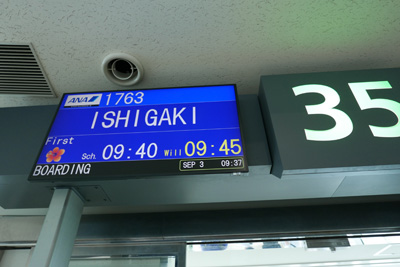 ANA 1763
ISHIGAKI
First
Sch. 09:40 Will 09:45
BOARDING SEP 3 09:37
35